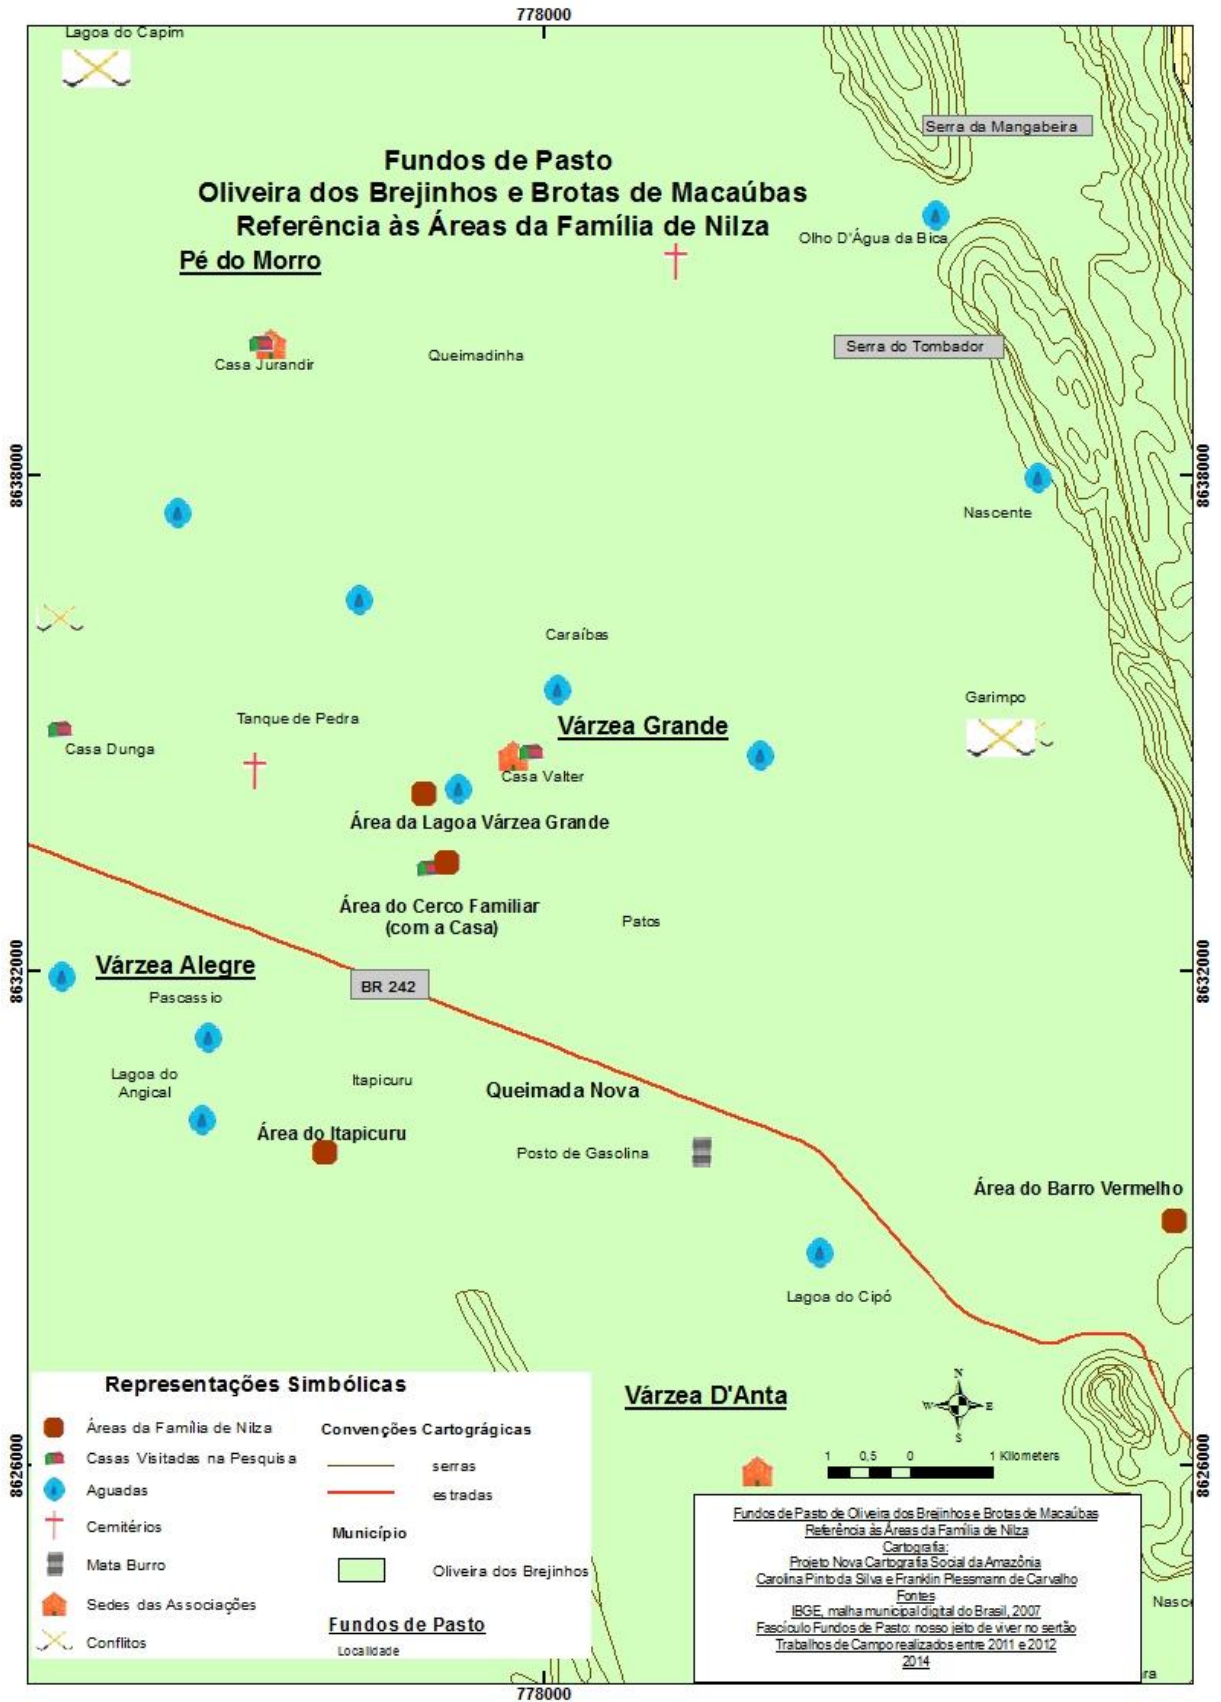 778000
Lagoa do Capim
Serra da Mangabeira
Fundos de Pasto
Oliveira dos Brejinhos e Brotas de Macaúbas
Referência às Áreas da Família de Nilza
Olho D'Água da Bica
Pé do Morro
Serra do Tombador
Queimadinha
Casa Jurandir
8638000
8638000
Nascente
Caraíbas
Garimpo
Tanque de Pedra
Várzea Grande
Casa Dunga
Casa Valter
Área da Lagoa Várzea Grande
Área do Cerco Familiar
(com a Casa)
Patos
8632000
8632000
Várzea Alegre
BR 242
Pascassio
Lagoa do
Angical
Itapicuru
Queimada Nova
Área do Itapicuru
Posto de Gasolina
Área do Barro Vermelho
Lagoa do Cipó
Várzea D'Anta
N
W
E
S
1 0,5 0 1 Kilometers
8626000
8626000
Representações Simbólicas
Áreas da Família de Nilza
Casas Visitadas na Pesquisa
Aguadas
Cemitérios
Mata Burro
Sedes das Associações
Conflitos
Convenções Cartográgicas
serras
estradas
Município
Oliveira dos Brejinhos
Fundos de Pasto
Localidade
Fundos de Pasto de Oliveira dos Brejinhos e Brotas de Macaúbas
Referência às Áreas da Família de Nilza
Cartografia:
Projeto Nova Cartografia Social da Amazônia
Carolina Pinto da Silva e Franklin Plessmann de Carvalho
Fontes
IBGE, malha municipal digital do Brasil, 2007
Fascículo Fundos de Pasto: nosso jeito de viver no sertão
Trabalhos de Campo realizados entre 2011 e 2012
2014
778000